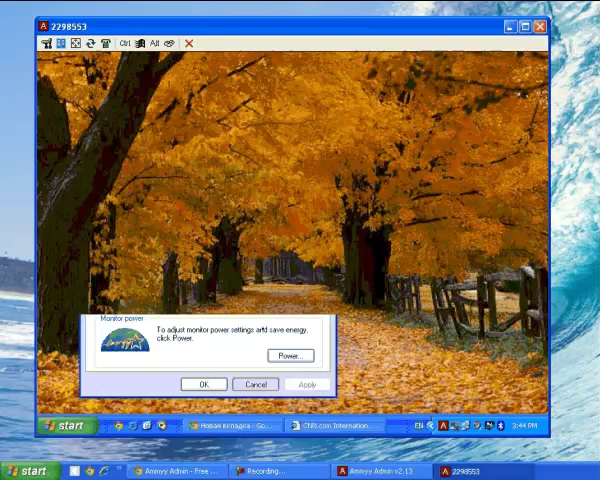 2298553
Ctrl
Alt
Monitor power
To adjust monitor power settings and save energy,
click Power.
Power...
OK
Cancel
Apply
start
Новая вкладка - Go...
CNN.com Internation...
EN
3:44 PM
start
Ammyy Admin - Free ...
Recording...
Ammyy Admin v2.13
2298553